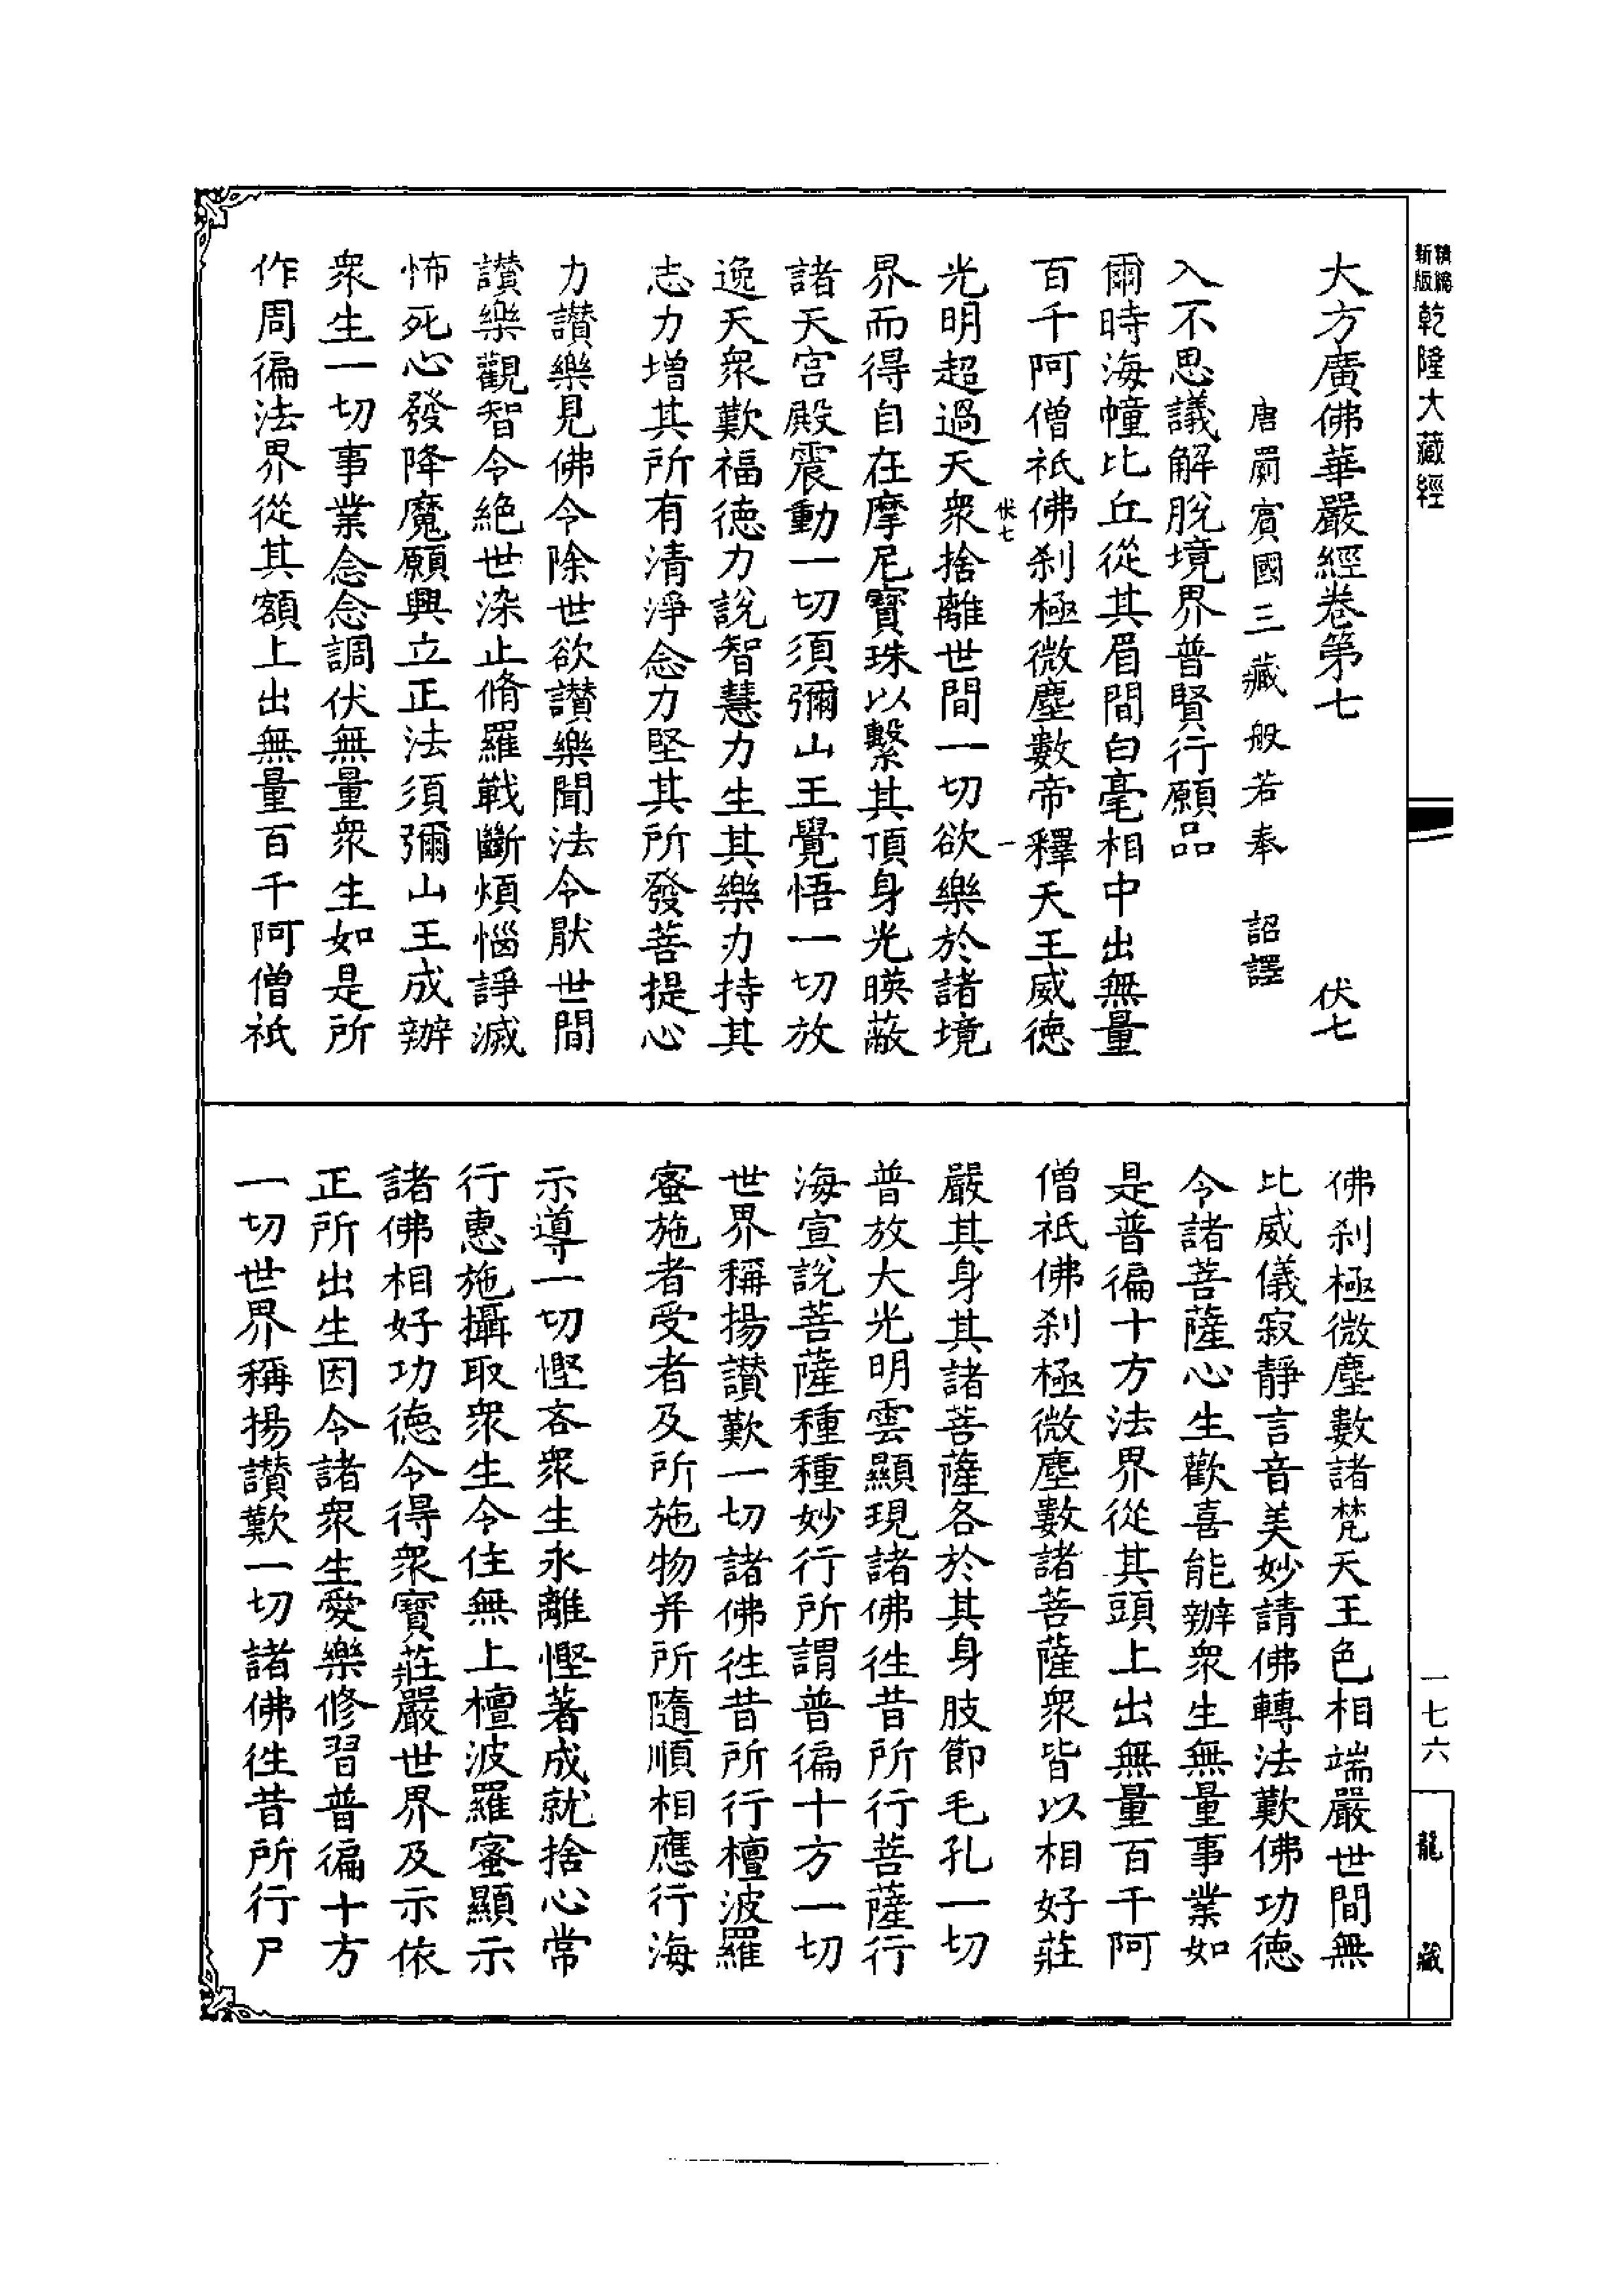 精編
新版
乾隆大藏經
大方廣佛華嚴經卷第七 伏七
唐罽賓國三藏般若奉 詔譯
入不思議解脫境界普賢行願品
爾時海幢比丘從其眉間白毫相中出無量
百千阿僧祇佛刹極微塵數帝釋天王威德
伏七 一
光明超過天衆捨離世間一切欲樂於諸境
界而得自在摩尼寶珠以繫其頂身光暎蔽
諸天宮殿震動一切須彌山王覺悟一切放
逸天衆歎福德力說智慧力生其樂力持其
志力增其所有清淨念力堅其所發菩提心
力讃樂見佛令除世欲讃樂聞法令厭世間
讃樂觀智令絶世染止脩羅戰斷煩惱諍滅
怖死心發降魔願興立正法須彌山王成辦
衆生一切事業念念調伏無量衆生如是所
作周徧法界從其額上出無量百千阿僧祇
佛刹極微塵數諸梵天王色相端嚴世間無
比威儀寂靜言音美妙請佛轉法歎佛功德
令諸菩薩心生歡喜能辦衆生無量事業如
是普徧十方法界從其頭上出無量百千阿
僧祇佛刹極微塵數諸菩薩衆皆以相好莊
嚴其身其諸菩薩各於其身肢節毛孔一切
普放大光明雲顯現諸佛徃昔所行菩薩行
海宣說菩薩種種妙行所謂普徧十方一切
世界稱揚讃歎一切諸佛徃昔所行檀波羅
蜜施者受者及所施物并所隨順相應行海
示導一切慳吝衆生永離慳著成就捨心常
行惠施攝取衆生令住無上檀波羅蜜顯示
諸佛相好功德令得衆寶莊嚴世界及示依
正所出生因令諸衆生愛樂修習普徧十方
一切世界稱揚讃歎一切諸佛徃昔所行尸
一七六
龍藏